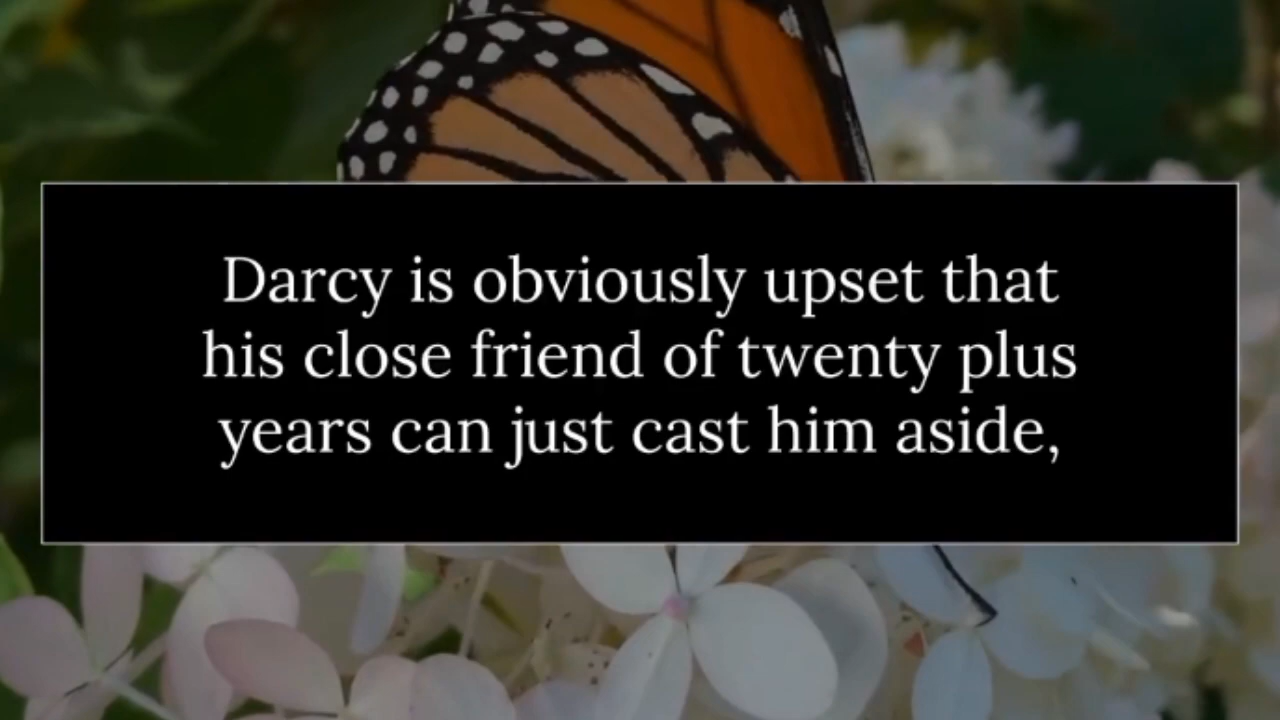 Darcy is obviously upset that
his close friend of twenty plus
years can just cast him aside,